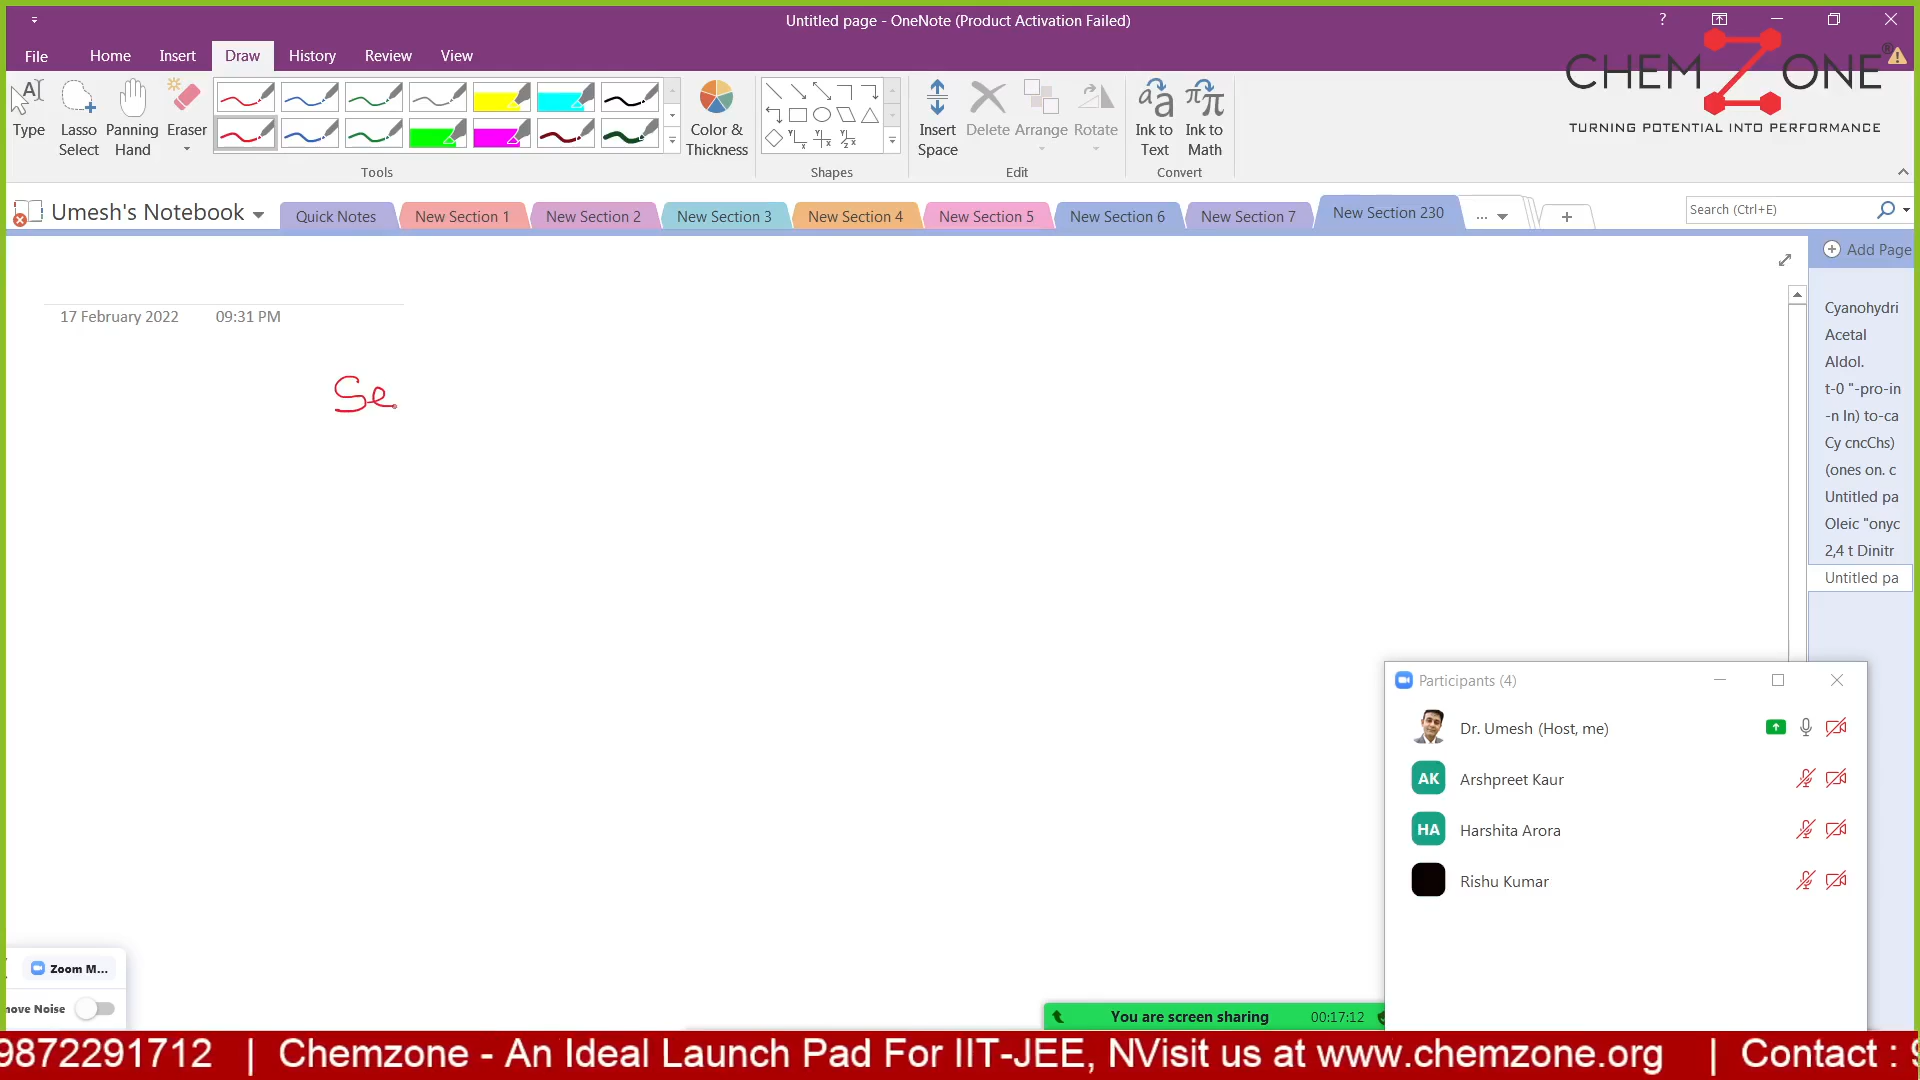 Untitled page - OneNote (Product Activation Failed)
?
File Home Insert Draw History Review View
CHEMZONE®
TURNING POTENTIAL INTO PERFORMANCE
Type
Lasso Select
Panning Hand
Eraser
Color & Thickness
Insert Space
Delete
Arrange
Rotate
Ink to Text
Ink to Math
Tools
Shapes
Edit
Convert
Umesh's Notebook
Quick Notes
New Section 1
New Section 2
New Section 3
New Section 4
New Section 5
New Section 6
New Section 7
New Section 230
...
+
Search (Ctrl+E)
Add Page
17 February 2022 09:31 PM
Se
Cyanohydri
Acetal
Aldol.
t-0 "-pro-in
-n In) to-ca
Cy cncChs)
(ones on. c
Untitled pa
Oleic "onyc
2,4 t Dinitr
Untitled pa
Participants (4)
Dr. Umesh (Host, me)
AK Arshpreet Kaur
HA Harshita Arora
Rishu Kumar
Zoom M...
nove Noise
You are screen sharing 00:17:12
9872291712 | Chemzone - An Ideal Launch Pad For IIT-JEE, NVisit us at www.chemzone.org | Contact : 9